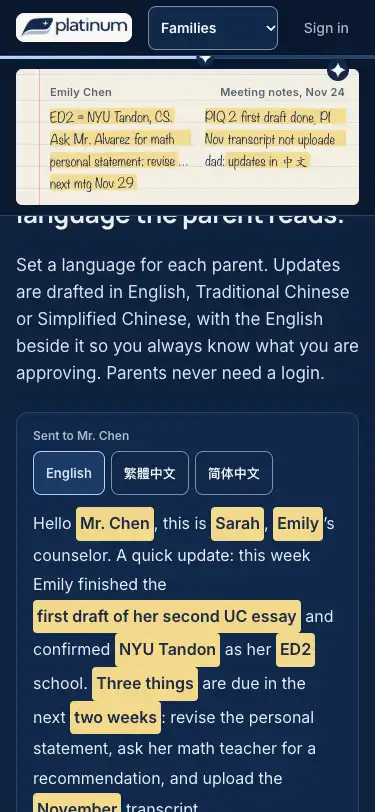 platinum
Families
Sign in
Emily Chen
Meeting notes, Nov 24
ED2 = NYU Tandon, CS.
Ask Mr. Alvarez for math
personal statement: revise ...
next mtg Nov 29
PIQ 2 first draft done, PI
Nov transcript not uploade
dad: updates in 中文
language the parent reads.
Set a language for each parent. Updates
are drafted in English, Traditional Chinese
or Simplified Chinese, with the English
beside it so you always know what you are
approving. Parents never need a login.
Sent to Mr. Chen
English
繁體中文
简体中文
Hello Mr. Chen, this is Sarah, Emily's
counselor. A quick update: this week
Emily finished the
first draft of her second UC essay and
confirmed NYU Tandon as her ED2
school. Three things are due in the
next two weeks: revise the personal
statement, ask her math teacher for a
recommendation, and upload the
November transcript.